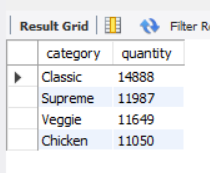 Result Grid Filter R
category quantity
Classic 14888
Supreme 11987
Veggie 11649
Chicken 11050